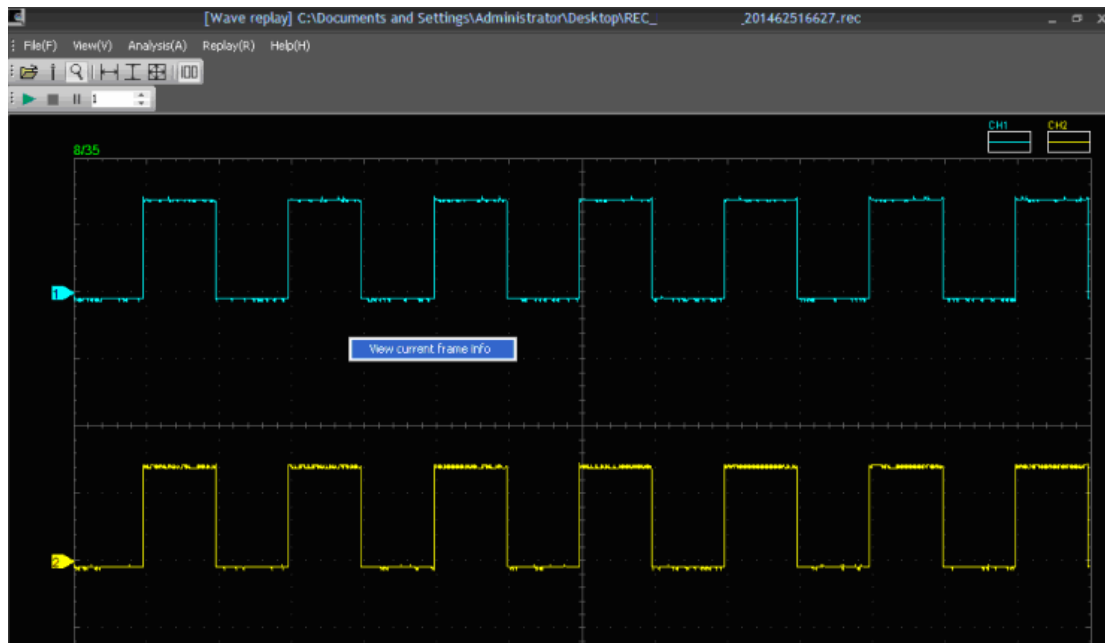 [Wave replay] C:\Documents and Settings\Administrator\Desktop\REC_ _201462516627.rec
File(F) View(V) Analysis(A) Replay(R) Help(H)
100
1
CH1 CH2
8/35
1
View current frame info
2